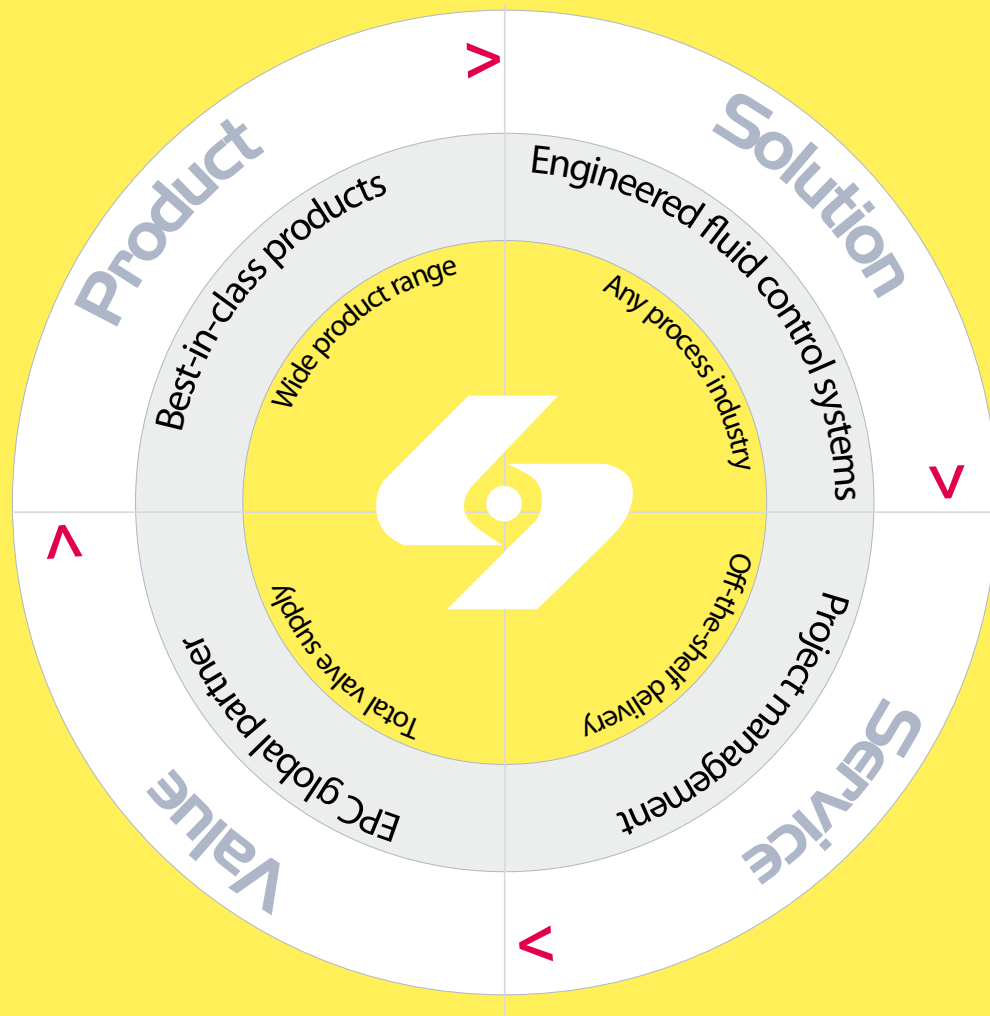 Product
Best-in-class products
Wide product range
>
Solution
Engineered fluid control systems
Any process industry
>
Service
Project management
Off-the-shelf delivery
>
Value
EPC global partner
Total valve supply
>